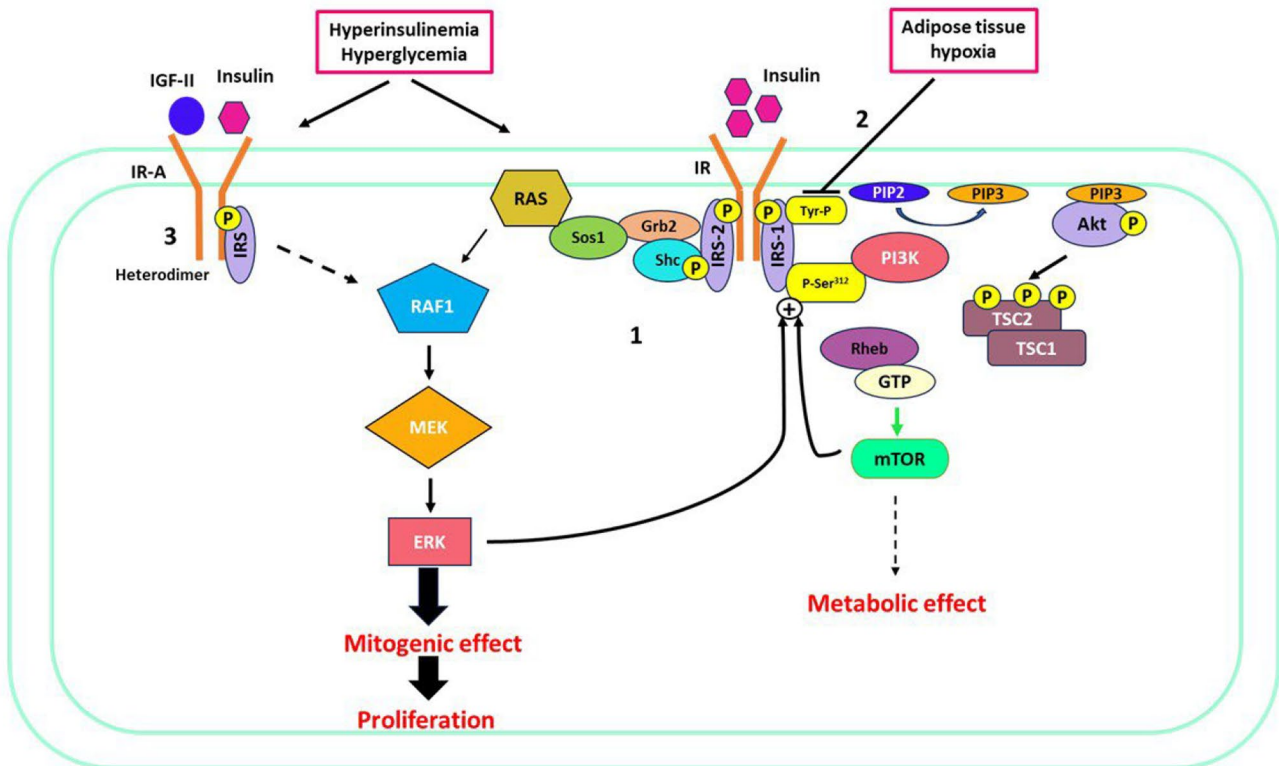 Hyperinsulinemia
Hyperglycemia
Adipose tissue
hypoxia
IGF-II
Insulin
Insulin
2
IR-A
IR
P
IRS
3
Heterodimer
RAS
Sos1
Grb2
Shc
P
IRS-2
P
P
IRS-1
Tyr-P
P-Ser312
+
PI3K
PIP2
PIP3
PIP3
Akt
P
P
P
P
TSC2
TSC1
RAF1
1
Rheb
GTP
MEK
mTOR
ERK
Metabolic effect
Mitogenic effect
Proliferation